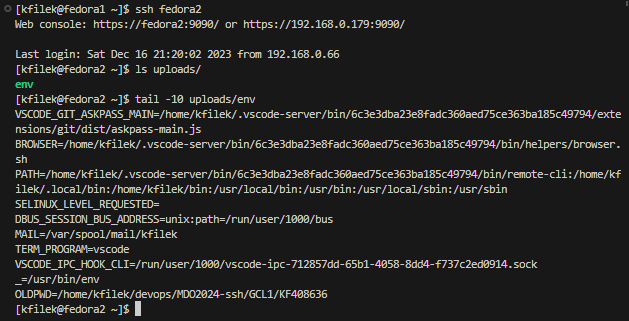 [kfilek@fedora1 ~]$ ssh fedora2
Web console: https://fedora2:9090/ or https://192.168.0.179:9090/
Last login: Sat Dec 16 21:20:02 2023 from 192.168.0.66
[kfilek@fedora2 ~]$ ls uploads/
env
[kfilek@fedora2 ~]$ tail -10 uploads/env
VSCODE_GIT_ASKPASS_MAIN=/home/kfilek/.vscode-server/bin/6c3e3dba23e8fadc360aed75ce363ba185c49794/exte
nsions/git/dist/askpass-main.js
BROWSER=/home/kfilek/.vscode-server/bin/6c3e3dba23e8fadc360aed75ce363ba185c49794/bin/helpers/browser.
sh
PATH=/home/kfilek/.vscode-server/bin/6c3e3dba23e8fadc360aed75ce363ba185c49794/bin/remote-cli:/home/kf
ilek/.local/bin:/home/kfilek/bin:/usr/local/bin:/usr/bin:/usr/local/sbin:/usr/sbin
SELINUX_LEVEL_REQUESTED=
DBUS_SESSION_BUS_ADDRESS=unix:path=/run/user/1000/bus
MAIL=/var/spool/mail/kfilek
TERM_PROGRAM=vscode
VSCODE_IPC_HOOK_CLI=/run/user/1000/vscode-ipc-712857dd-65b1-4058-8dd4-f737c2ed0914.sock
_=/usr/bin/env
OLDPWD=/home/kfilek/devops/MDO2024-ssh/GCL1/KF408636
[kfilek@fedora2 ~]$